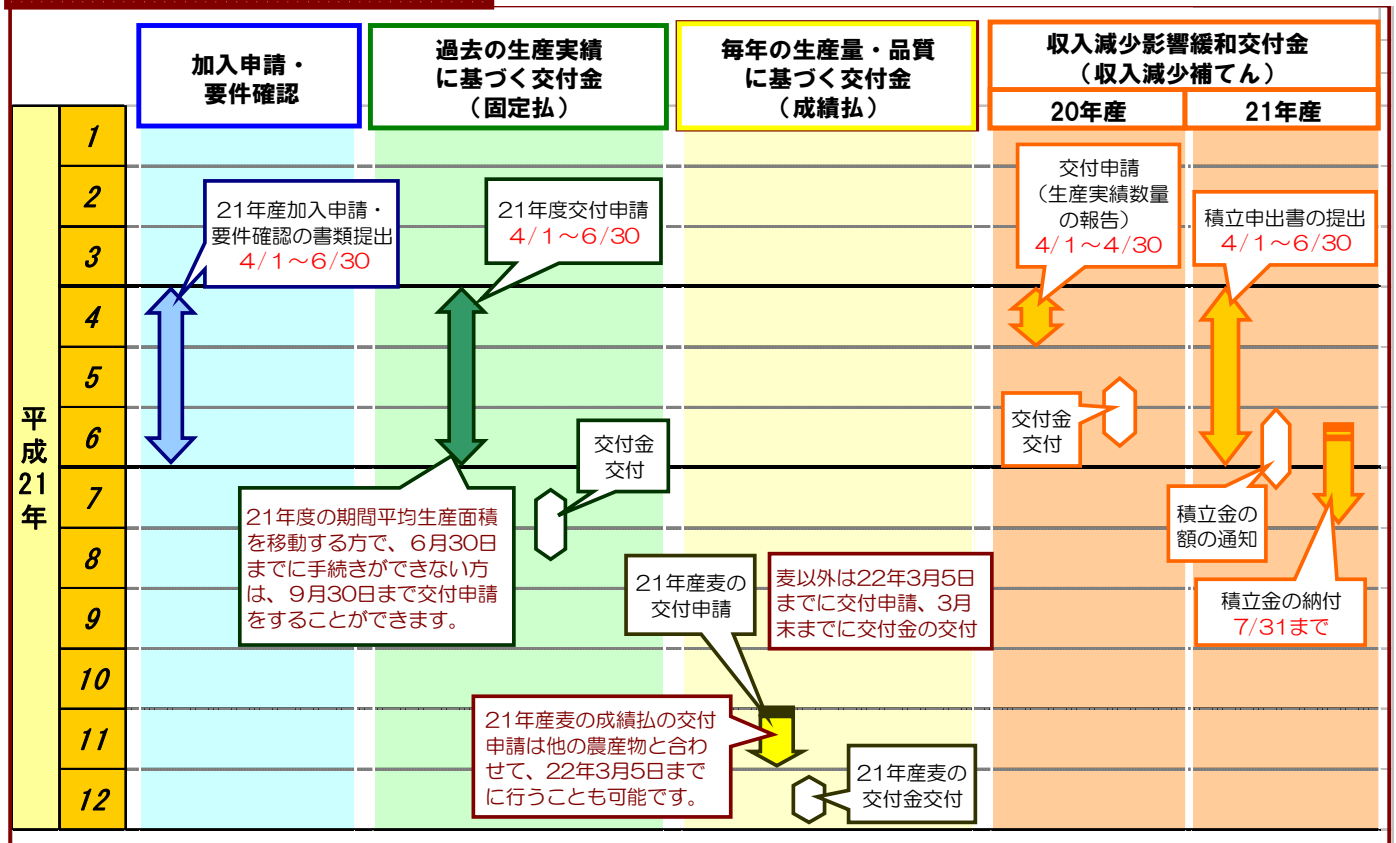 加入申請・
要件確認
過去の生産実績
に基づく交付金
（固定払）
毎年の生産量・品質
に基づく交付金
（成績払）
収入減少影響緩和交付金
（収入減少補てん）
20年産
21年産
平成21年
1
2
3
4
5
6
7
8
9
10
11
12
21年産加入申請・
要件確認の書類提出
4/1～6/30
21年度交付申請
4/1～6/30
交付申請
（生産実績数量
の報告）
4/1～4/30
積立申出書の提出
4/1～6/30
交付金
交付
交付金
交付
21年度の期間平均生産面積
を移動する方で、6月30日
までに手続きができない方
は、9月30日まで交付申請
をすることができます。
積立金の
額の通知
積立金の納付
7/31まで
21年産麦の
交付申請
麦以外は22年3月5日
までに交付申請、3月
末までに交付金の交付
21年産麦の成績払の交付
申請は他の農産物と合わ
せて、22年3月5日まで
に行うことも可能です。
21年産麦の
交付金交付